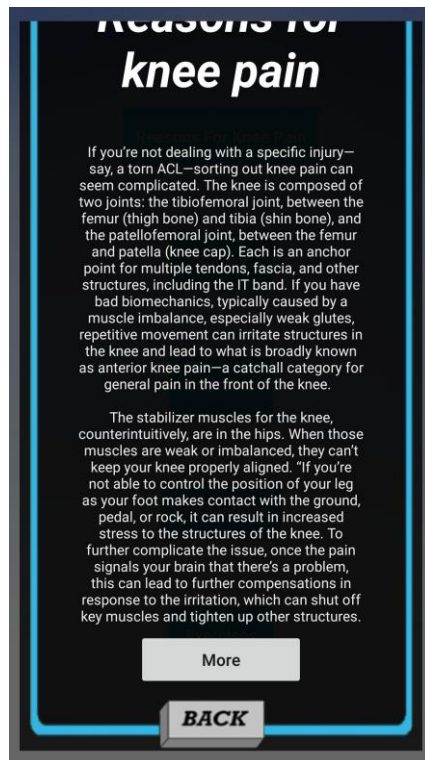 Reasons for
knee pain
Reasons For Knee Pain
If you're not dealing with a specific injury—
say, a torn ACL—sorting out knee pain can
seem complicated. The knee is composed of
two joints: the tibiofemoral joint, between the
femur (thigh bone) and tibia (shin bone), and
the patellofemoral joint, between the femur
and patella (knee cap). Each is an anchor
point for multiple tendons, fascia, and other
structures, including the IT band. If you have
bad biomechanics, typically caused by a
muscle imbalance, especially weak glutes,
repetitive movement can irritate structures in
the knee and lead to what is broadly known
as anterior knee pain—a catchall category for
general pain in the front of the knee.
The stabilizer muscles for the knee,
counterintuitively, are in the hips. When those
muscles are weak or imbalanced, they can't
keep your knee properly aligned. “If you're
not able to control the position of your leg
as your foot makes contact with the ground,
pedal, or rock, it can result in increased
stress to the structures of the knee. To
further complicate the issue, once the pain
signals your brain that there's a problem,
this can lead to further compensations in
response to the irritation, which can shut off
key muscles and tighten up other structures.
More
BACK